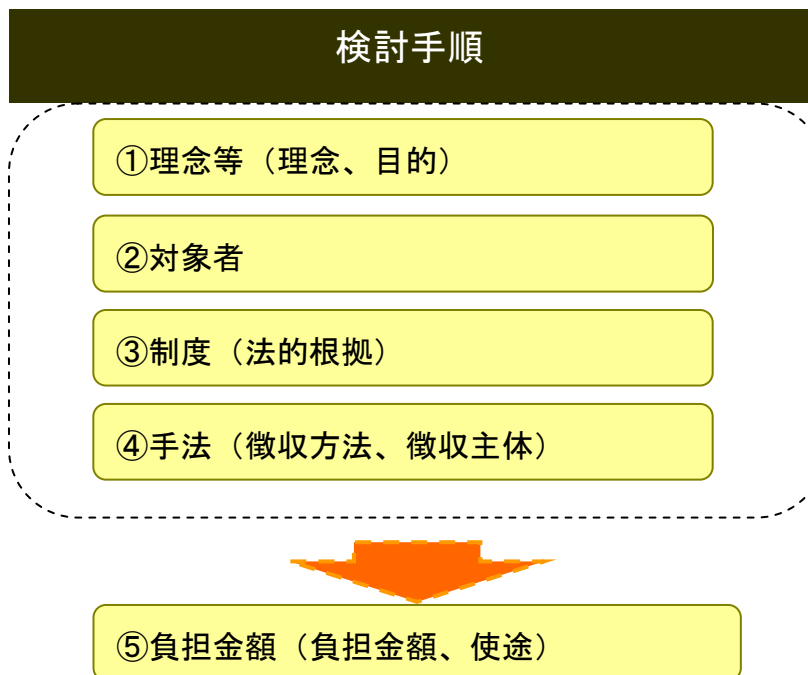 検討手順
①理念等（理念、目的）
②対象者
③制度（法的根拠）
④手法（徴収方法、徴収主体）
⑤負担金額（負担金額、使途）